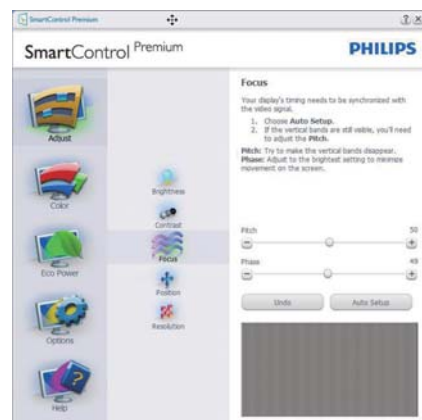 SmartControl Premium
SmartControl Premium
PHILIPS
Adjust
Color
Eco Power
Options
Help
Brightness
Contrast
Focus
Position
Resolution
Focus
Your display's timing needs to be synchronized with
the video signal.
1. Choose Auto Setup.
2. If the vertical bands are still visible, you'll need
to adjust the Pitch.
Pitch: Try to make the vertical bands disappear.
Phase: Adjust to the brightest setting to minimize
movement on the screen.
Pitch 50
Phase 49
Undo Auto Setup